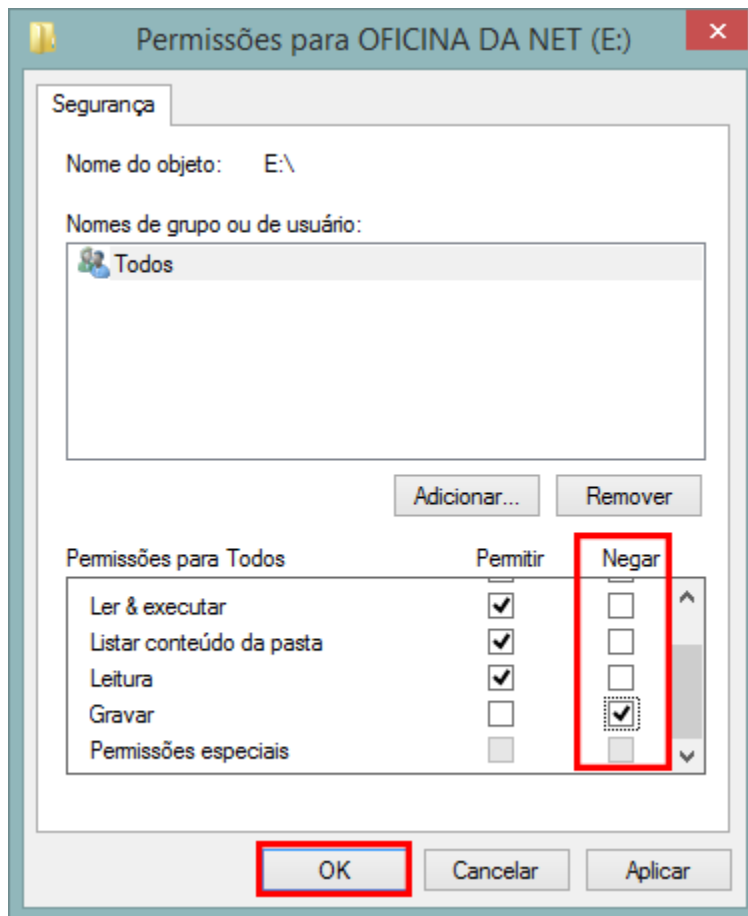 Permissões para OFICINA DA NET (E:)
Segurança
Nome do objeto: E:\
Nomes de grupo ou de usuário:
Todos
Adicionar... Remover
Permissões para Todos Permitir Negar
Ler & executar
Listar conteúdo da pasta
Leitura
Gravar
Permissões especiais
OK Cancelar Aplicar